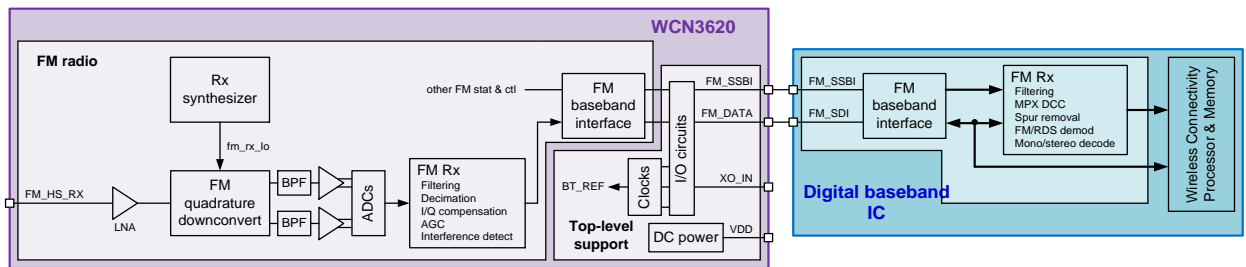 WCN3620
FM radio
Rx
synthesizer
fm_rx_lo
FM_HS_RX
LNA
FM
quadrature
downconvert
BPF
BPF
ADCs
FM Rx
Filtering
Decimation
I/Q compensation
AGC
Interference detect
other FM stat & ctl
FM
baseband
interface
Top-level
support
BT_REF
Clocks
I/O circuits
DC power
FM_SSBI
FM_DATA
XO_IN
VDD
FM_SSBI
FM_SDI
FM
baseband
interface
FM Rx
Filtering
MPX DCC
Spur removal
FM/RDS demod
Mono/stereo decode
Digital baseband
IC
Wireless Connectivity
Processor & Memory